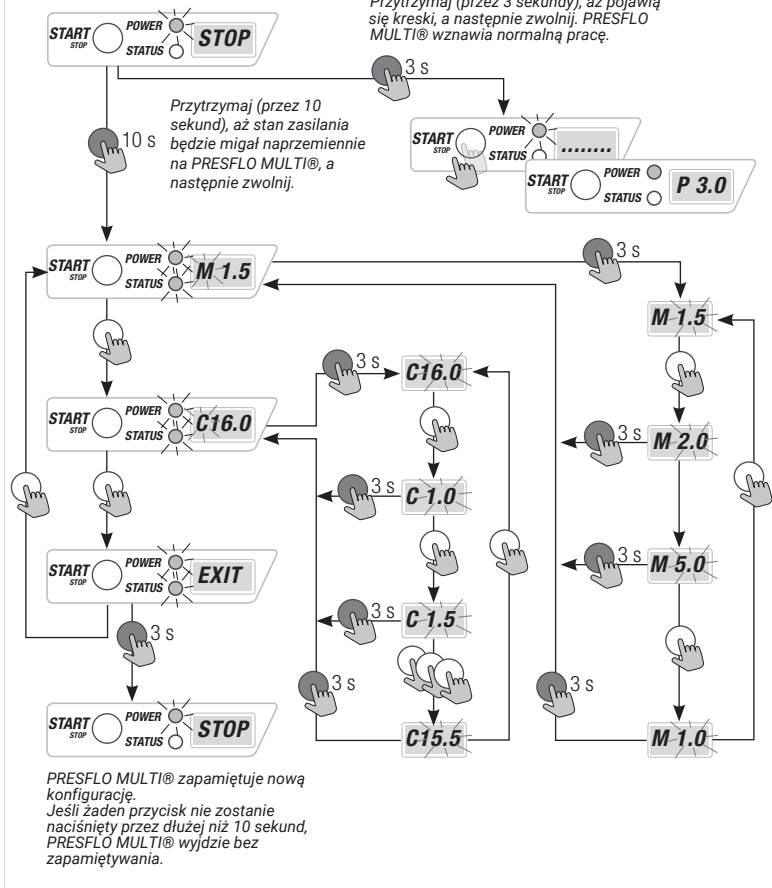 Przytrzymaj (przez 3 sekundy), aż pojawią
się kreski, a następnie zwolnij. PRESFLO
MULTI® wznawia normalną pracę.
START
STOP
POWER
STATUS
STOP
3 s
10 s
Przytrzymaj (przez 10
sekund), aż stan zasilania
będzie migał naprzemiennie
na PRESFLO MULTI®, a
następnie zwolnij.
START
STOP
POWER
STATUS
........
START
STOP
POWER
STATUS
P 3.0
START
STOP
POWER
STATUS
M 1.5
3 s
M 1.5
START
STOP
POWER
STATUS
C16.0
3 s
C16.0
3 s
M 2.0
3 s
C 1.0
START
STOP
POWER
STATUS
EXIT
3 s
M 5.0
3 s
3 s
C 1.5
3 s
3 s
START
STOP
POWER
STATUS
STOP
C15.5
M 1.0
PRESFLO MULTI® zapamiętuje nową
konfigurację.
Jeśli żaden przycisk nie zostanie
naciśnięty przez dłużej niż 10 sekund,
PRESFLO MULTI® wyjdzie bez
zapamiętywania.